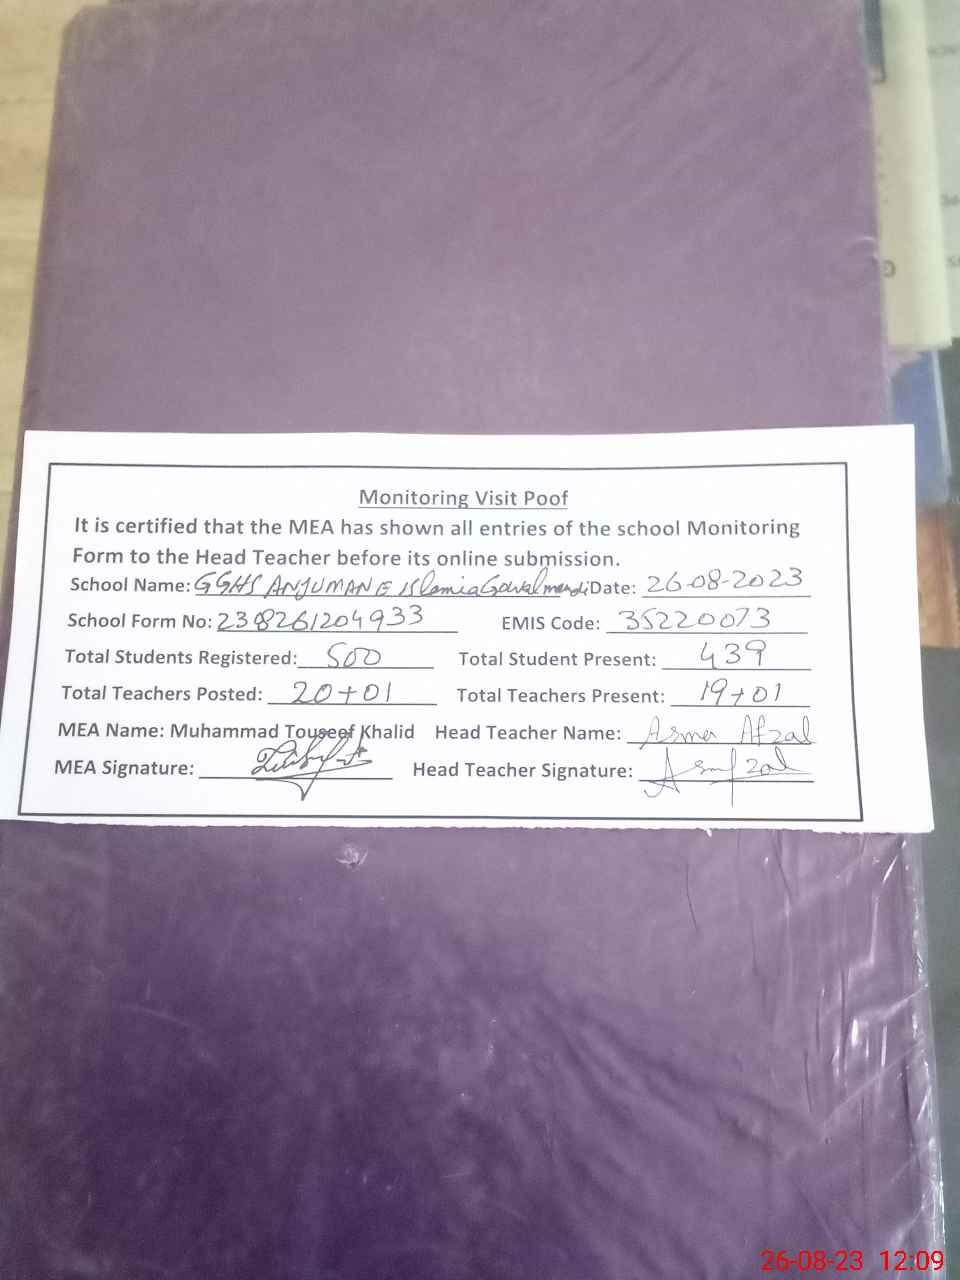 Monitoring Visit Poof
It is certified that the MEA has shown all entries of the school Monitoring
Form to the Head Teacher before its online submission.
School Name: GGHS ANJUMAN E Islamia Gawalmandi Date: 26-08-2023
School Form No: 238261204933 EMIS Code: 35220073
Total Students Registered: 500 Total Student Present: 439
Total Teachers Posted: 20+01 Total Teachers Present: 19+01
MEA Name: Muhammad Touseef Khalid Head Teacher Name: Asma Afzal
MEA Signature: Head Teacher Signature:
26-08-23 12:09